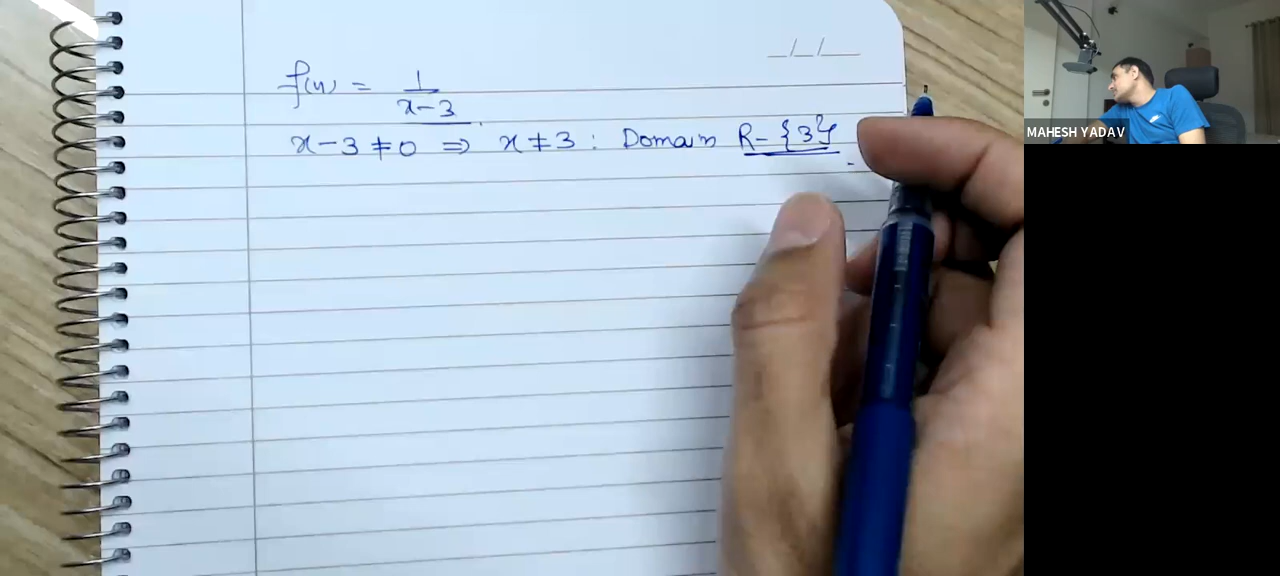 f(x) = 1/(x-3)
x-3 ≠ 0 ⇒ x ≠ 3 : Domain R-{3}
_/_/_
MAHESH YADAV